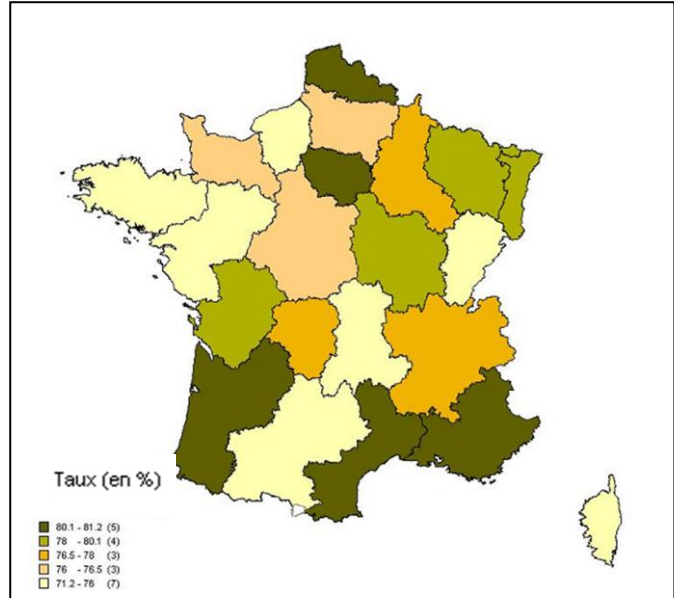 Taux (en %)
80.1 - 81.2 (5)
78 - 80.1 (4)
76.5 - 78 (3)
76 - 76.5 (3)
71.2 - 76 (7)